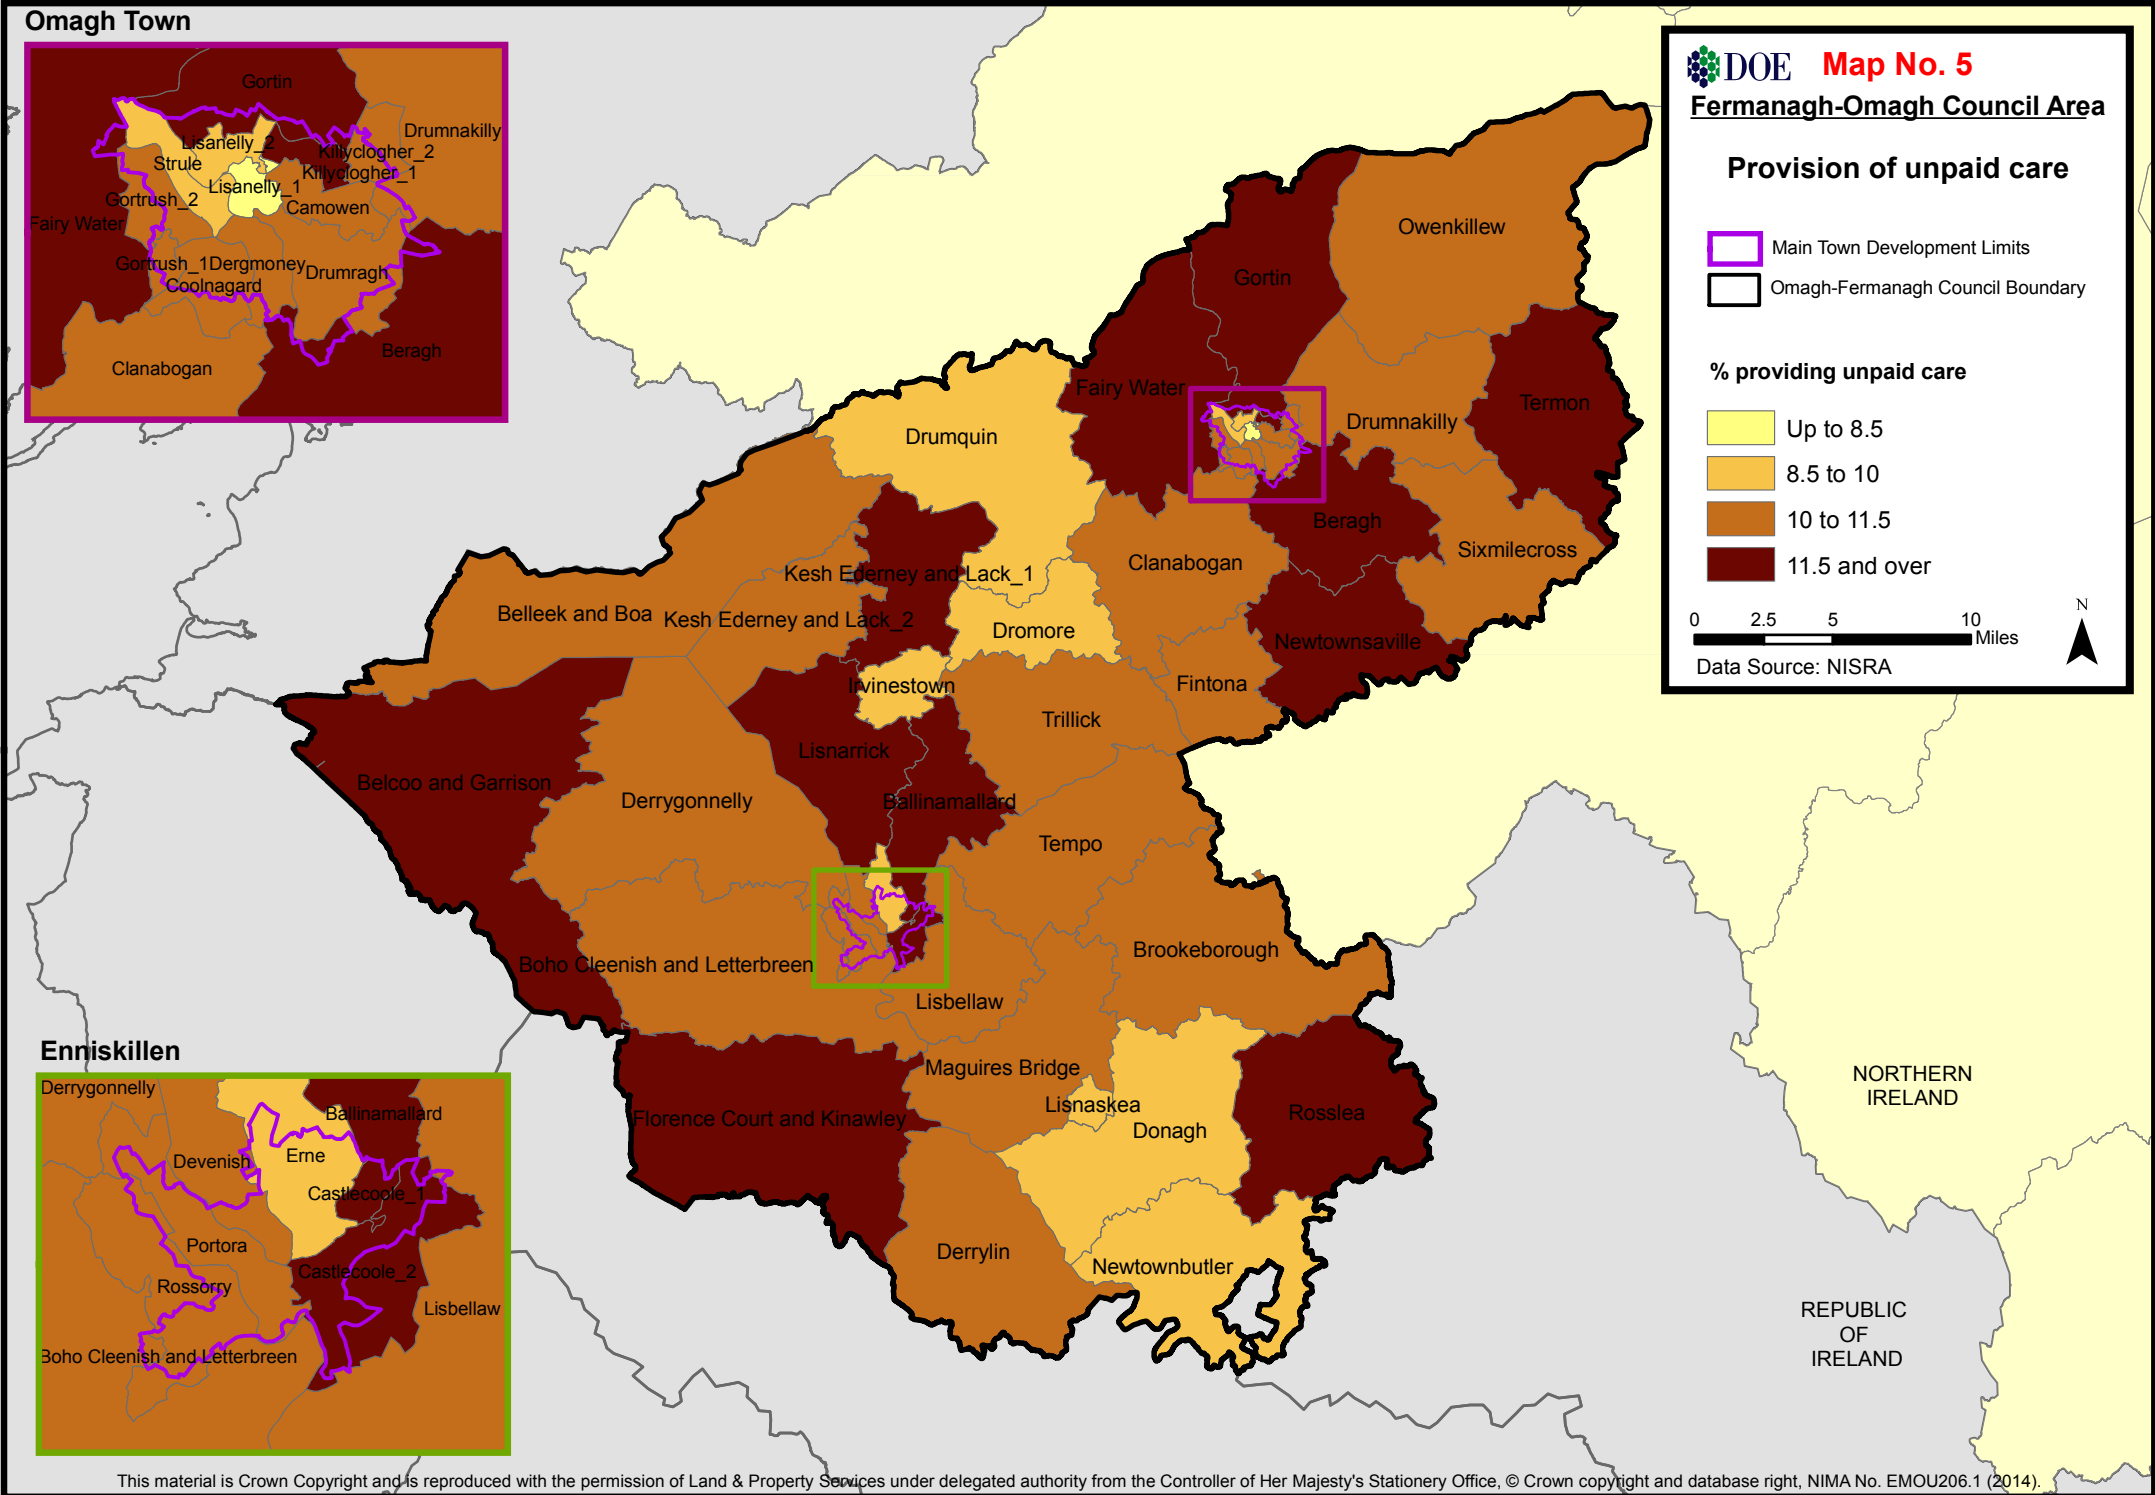 Omagh Town
Gortin
Drumnakilly
Lisanelly_2
Killyclogher_2
Strule
Killyclogher_1
Lisanelly_1
Gortrush_2
Camowen
Fairy Water
Gortrush_1
Dergmoney
Drumragh
Coolnagard
Beragh
Clanabogan
DOE
Map No. 5
Fermanagh-Omagh Council Area
Provision of unpaid care
Main Town Development Limits
Omagh-Fermanagh Council Boundary
% providing unpaid care
Up to 8.5
8.5 to 10
10 to 11.5
11.5 and over
0 2.5 5 10
Miles
N
Data Source: NISRA
Owenkillew
Gortin
Fairy Water
Termon
Drumnakilly
Drumquin
Beragh
Sixmilecross
Clanabogan
Kesh Ederney and Lack_1
Belleek and Boa
Kesh Ederney and Lack_2
Dromore
Newtownsaville
Irvinestown
Fintona
Trillick
Lisnarrick
Belcoo and Garrison
Derrygonnelly
Ballinamallard
Tempo
Brookeborough
Boho Cleenish and Letterbreen
Lisbellaw
Maguires Bridge
Lisnaskea
Florence Court and Kinawley
Rosslea
Donagh
Derrylin
Newtownbutler
NORTHERN
IRELAND
REPUBLIC
OF
IRELAND
Enniskillen
Derrygonnelly
Ballinamallard
Devenish
Erne
Castlecoole_1
Portora
Castlecoole_2
Rossorry
Lisbellaw
Boho Cleenish and Letterbreen
This material is Crown Copyright and is reproduced with the permission of Land & Property Services under delegated authority from the Controller of Her Majesty's Stationery Office, © Crown copyright and database right, NIMA No. EMOU206.1 (2014).